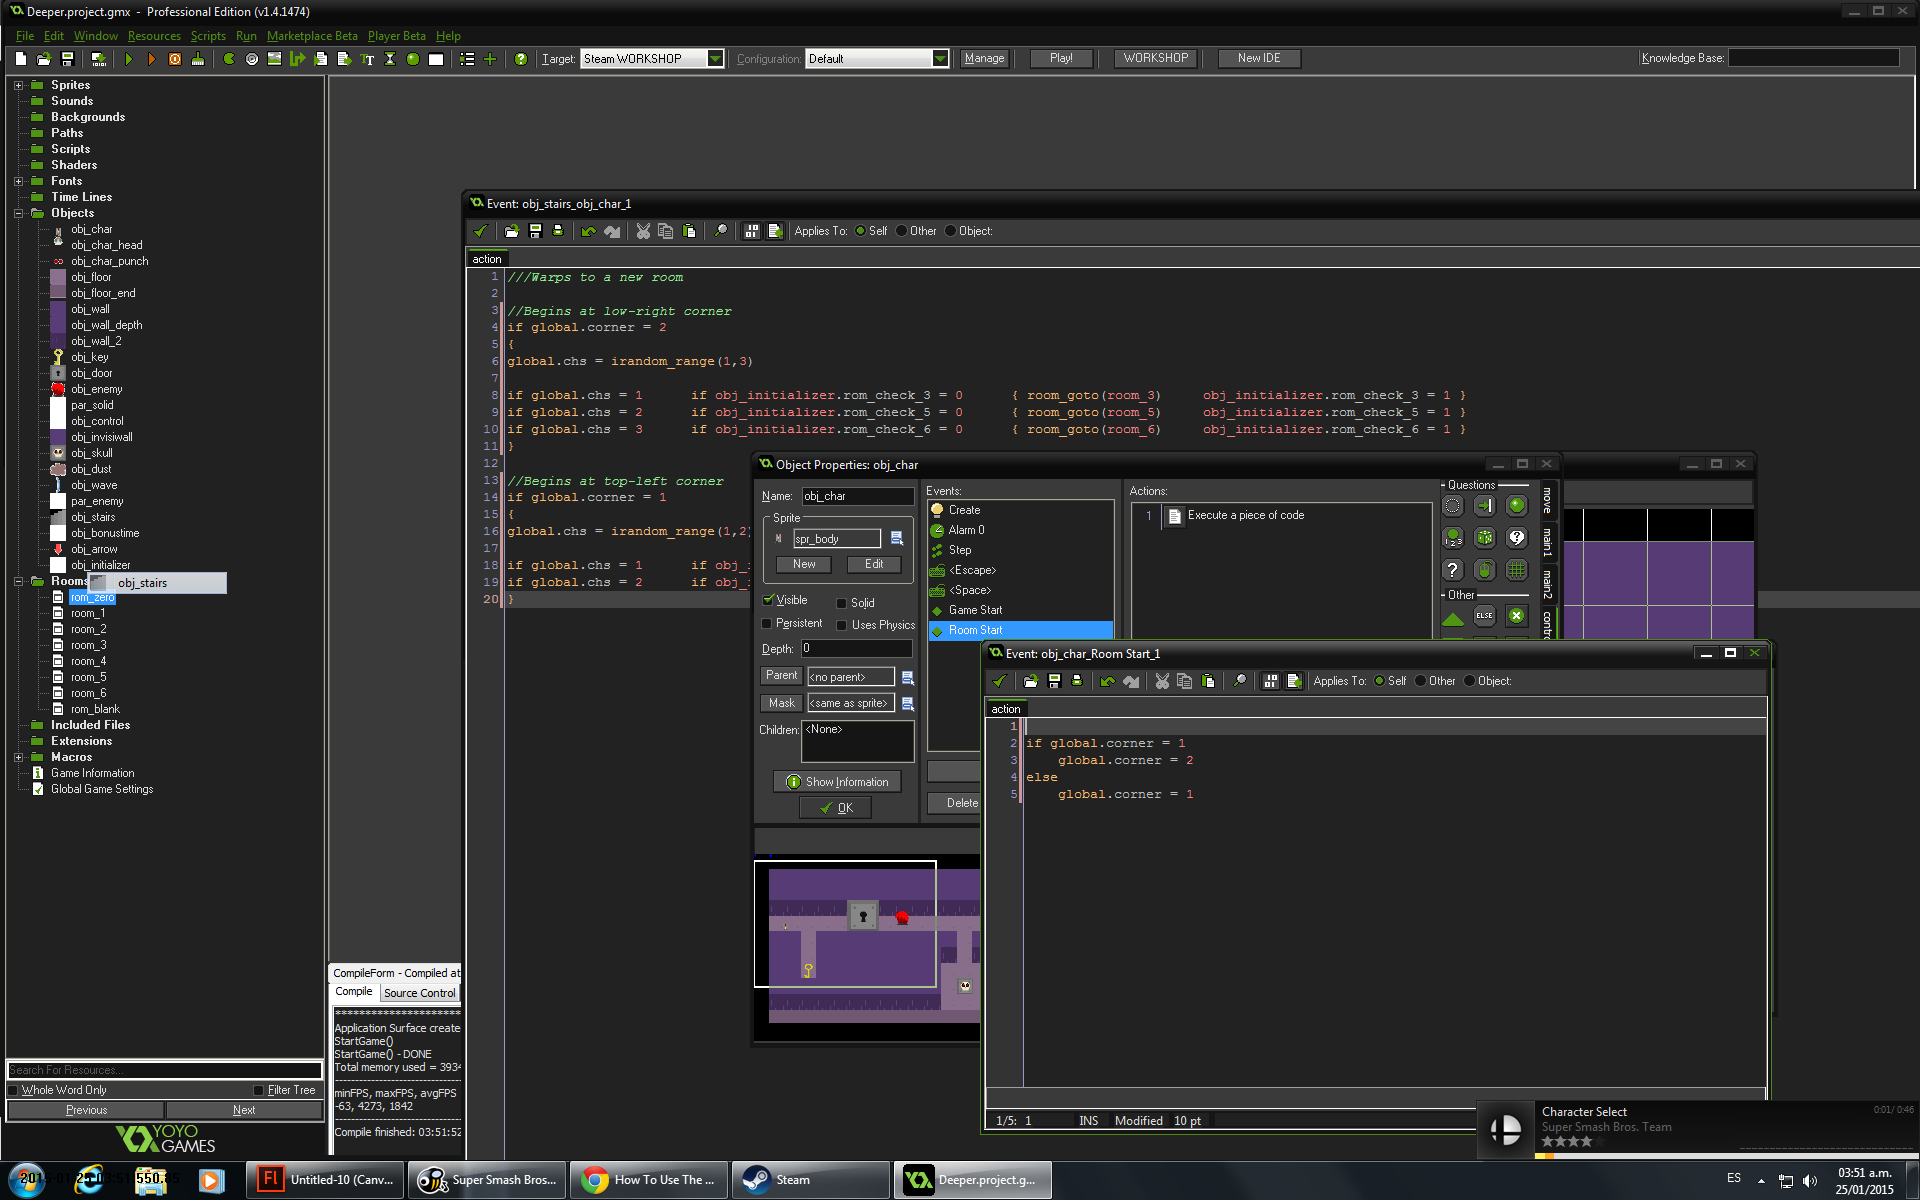 Deeper.project.gmx - Professional Edition (v1.4.1474)
File Edit Window Resources Scripts Run Marketplace Beta Player Beta Help
Target: Steam WORKSHOP Configuration: Default Manage Play! WORKSHOP New IDE Knowledge Base:
Sprites
Sounds
Backgrounds
Paths
Scripts
Shaders
Fonts
Time Lines
Objects
obj_char
obj_char_head
obj_char_punch
obj_floor
obj_floor_end
obj_wall
obj_wall_depth
obj_wall_2
obj_key
obj_door
obj_enemy
par_solid
obj_control
obj_invisiwall
obj_skull
obj_dust
obj_wave
par_enemy
obj_stairs
obj_bonustime
obj_arrow
obj_initializer
Rooms
obj_stairs
rom_zero
room_1
room_2
room_3
room_4
room_5
room_6
rom_blank
Included Files
Extensions
Macros
Game Information
Global Game Settings
Search For Resources...
Whole Word Only Filter Tree
Previous Next
YOYO
GAMES
Event: obj_stairs_obj_char_1
Applies To: Self Other Object:
action
1 ///Warps to a new room
2
3 //Begins at low-right corner
4 if global.corner = 2
5 {
6 global.chs = irandom_range(1,3)
7
8 if global.chs = 1 if obj_initializer.rom_check_3 = 0 { room_goto(room_3) obj_initializer.rom_check_3 = 1 }
9 if global.chs = 2 if obj_initializer.rom_check_5 = 0 { room_goto(room_5) obj_initializer.rom_check_5 = 1 }
10 if global.chs = 3 if obj_initializer.rom_check_6 = 0 { room_goto(room_6) obj_initializer.rom_check_6 = 1 }
11 }
12
13 //Begins at top-left corner
14 if global.corner = 1
15 {
16 global.chs = irandom_range(1,2)
17
18 if global.chs = 1 if obj_
19 if global.chs = 2 if obj_
20 }
Object Properties: obj_char
Name: obj_char
Sprite
spr_body
New Edit
Visible Solid
Persistent Uses Physics
Depth: 0
Parent <no parent>
Mask <same as sprite>
Children: <None>
Show Information
OK
Events:
Create
Alarm 0
Step
<Escape>
<Space>
Game Start
Room Start
Delete
Actions:
1 Execute a piece of code
Questions
Other
ELSE
move
main1
main2
contro
Event: obj_char_Room Start_1
Applies To: Self Other Object:
action
1
2 if global.corner = 1
3 global.corner = 2
4 else
5 global.corner = 1
1/5: 1 INS Modified 10 pt
CompileForm - Compiled at
Compile Source Control
Application Surface create
StartGame()
StartGame() - DONE
Total memory used = 3934
minFPS, maxFPS, avgFPS
-63, 4273, 1842
Compile finished: 03:51:52
Character Select
Super Smash Bros. Team
0:01/ 0:46
Untitled-10 (Canv...
Super Smash Bros...
How To Use The ...
Steam
Deeper.project.g...
ES
03:51 a.m.
25/01/2015